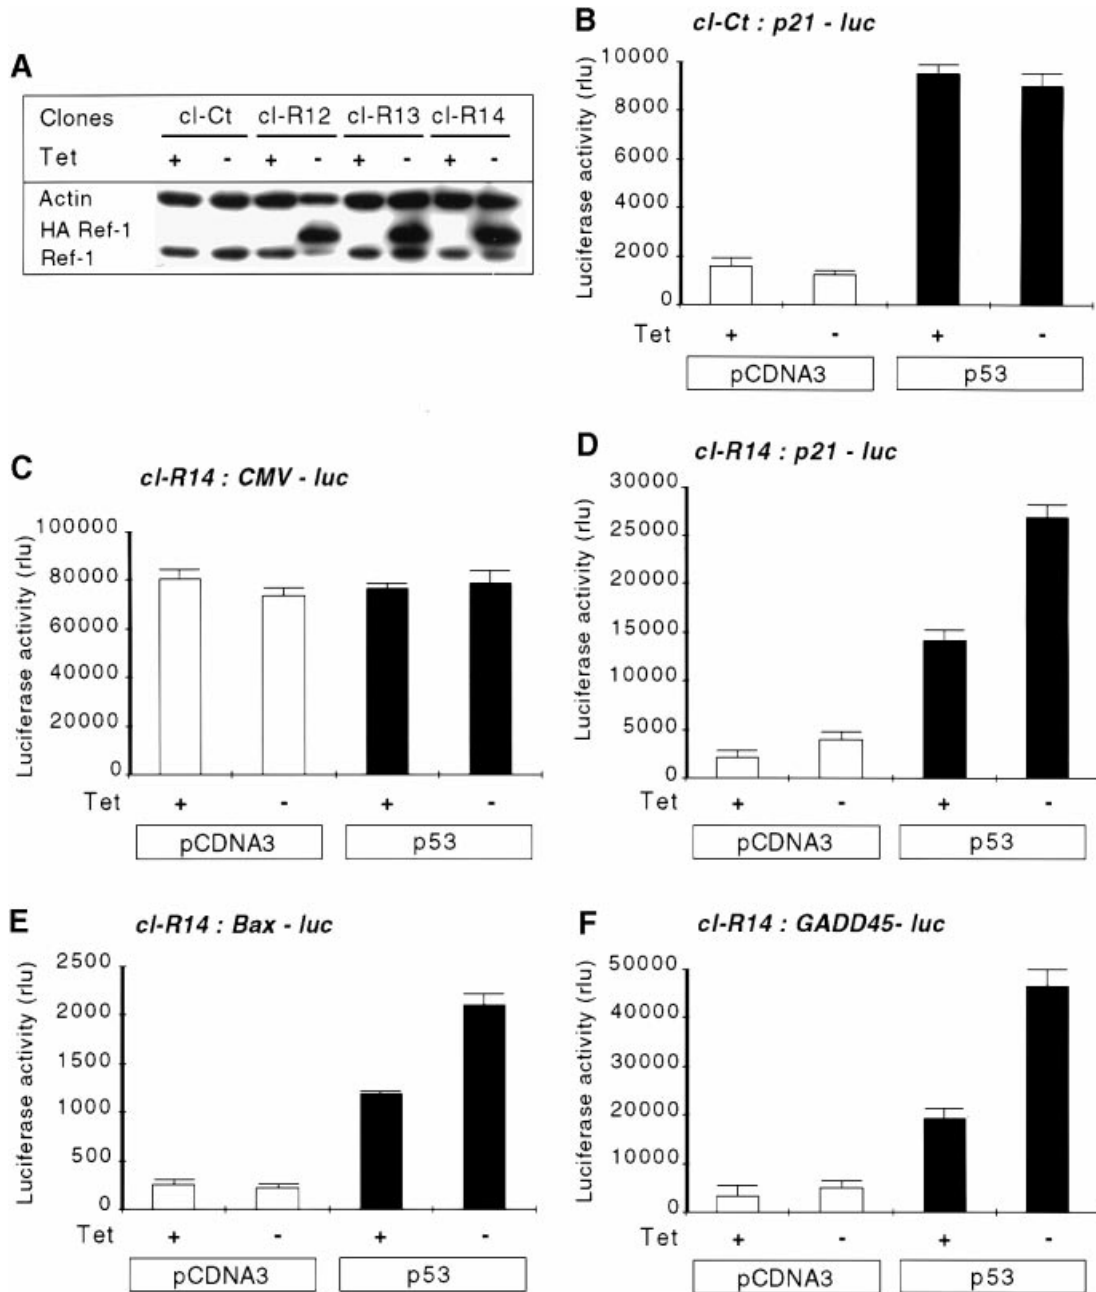 A
Clones cl-Ct cl-R12 cl-R13 cl-R14
Tet + - + - + - + -
Actin
HA Ref-1
Ref-1
B
cl-Ct : p21 - luc
Luciferase activity (rlu)
10000
8000
6000
4000
2000
0
Tet + - + -
pCDNA3 p53
C
cl-R14 : CMV - luc
Luciferase activity (rlu)
100000
80000
60000
40000
20000
0
Tet + - + -
pCDNA3 p53
D
cl-R14 : p21 - luc
Luciferase activity (rlu)
30000
25000
20000
15000
10000
5000
0
Tet + - + -
pCDNA3 p53
E
cl-R14 : Bax - luc
Luciferase activity (rlu)
2500
2000
1500
1000
500
0
Tet + - + -
pCDNA3 p53
F
cl-R14 : GADD45- luc
Luciferase activity (rlu)
50000
40000
30000
20000
10000
0
Tet + - + -
pCDNA3 p53